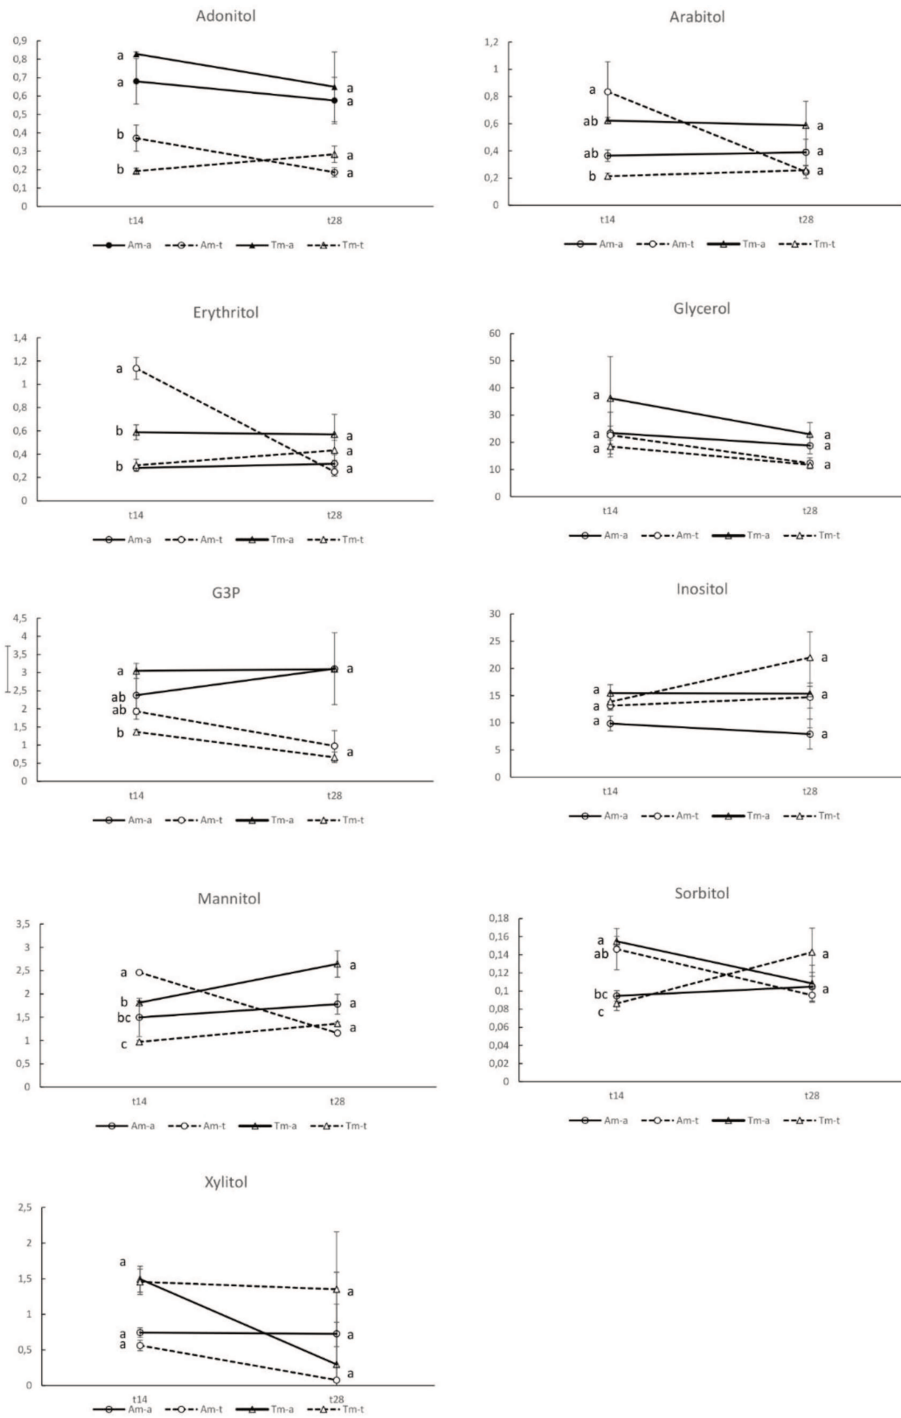 Adonitol
0,9
0,8
0,7
0,6
0,5
0,4
0,3
0,2
0,1
0
a
a
b
b
a
a
a
a
t14 t28
Am-a Am-t Tm-a Tm-t
Arabitol
1,2
1
0,8
0,6
0,4
0,2
0
a
ab
ab
b
a
a
a
t14 t28
Am-a Am-t Tm-a Tm-t
Erythritol
1,4
1,2
1
0,8
0,6
0,4
0,2
0
a
b
b
a
a
a
t14 t28
Am-a Am-t Tm-a Tm-t
Glycerol
60
50
40
30
20
10
0
a
a
a
a
a
a
t14 t28
Am-a Am-t Tm-a Tm-t
G3P
4,5
4
3,5
3
2,5
2
1,5
1
0,5
0
a
ab
ab
b
a
a
t14 t28
Am-a Am-t Tm-a Tm-t
Inositol
30
25
20
15
10
5
0
a
a
a
a
a
a
t14 t28
Am-a Am-t Tm-a Tm-t
Mannitol
3,5
3
2,5
2
1,5
1
0,5
0
a
b
bc
c
a
a
a
t14 t28
Am-a Am-t Tm-a Tm-t
Sorbitol
0,18
0,16
0,14
0,12
0,1
0,08
0,06
0,04
0,02
0
a
ab
bc
c
a
a
t14 t28
Am-a Am-t Tm-a Tm-t
Xylitol
2,5
2
1,5
1
0,5
0
a
a
a
a
a
a
t14 t28
Am-a Am-t Tm-a Tm-t